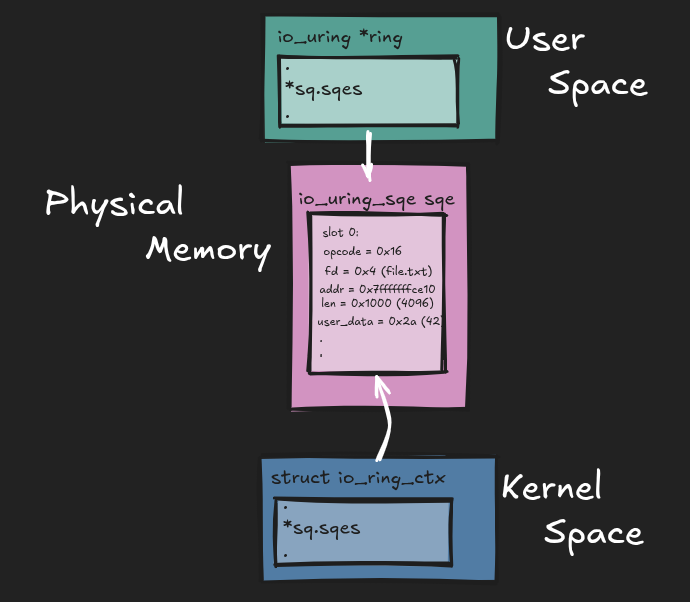 io_uring *ring
.
*sq.sqes
.
User
Space
Physical
Memory
io_uring_sqe sqe
slot 0:
opcode = 0x16
fd = 0x4 (file.txt)
addr = 0x7fffffffce10
len = 0x1000 (4096)
user_data = 0x2a (42)
.
.
struct io_ring_ctx
.
*sq.sqes
.
Kernel
Space